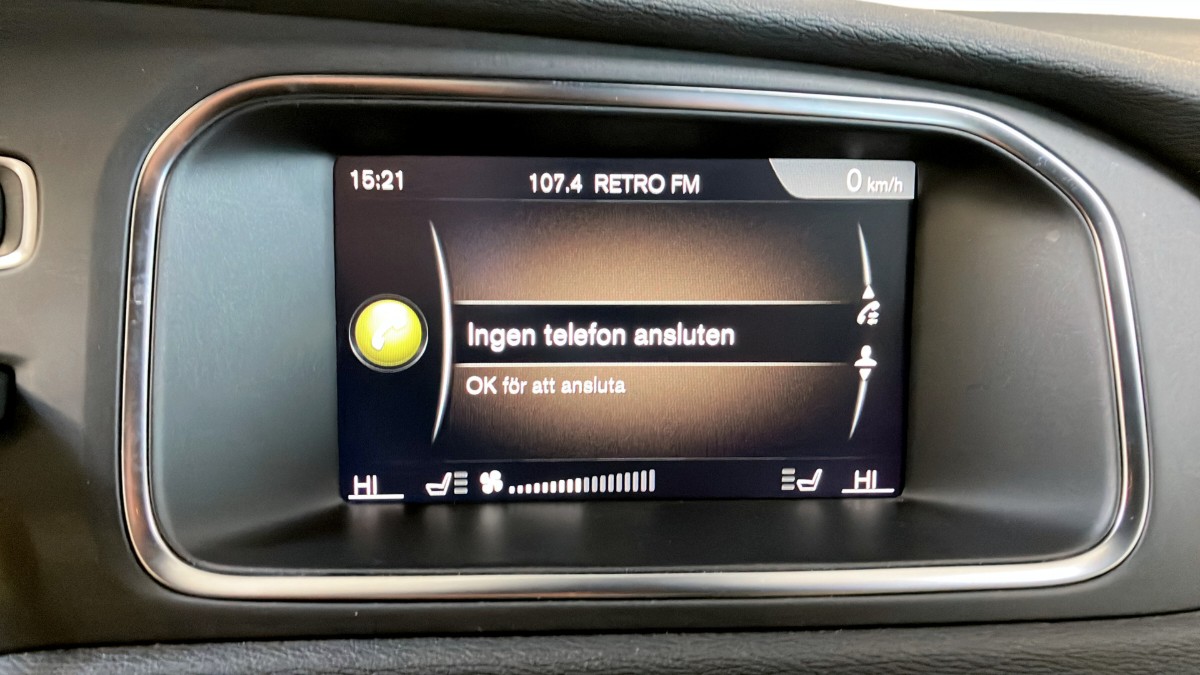 15:21 107.4 RETRO FM 0 km/h
Ingen telefon ansluten
OK för att ansluta
HI HI